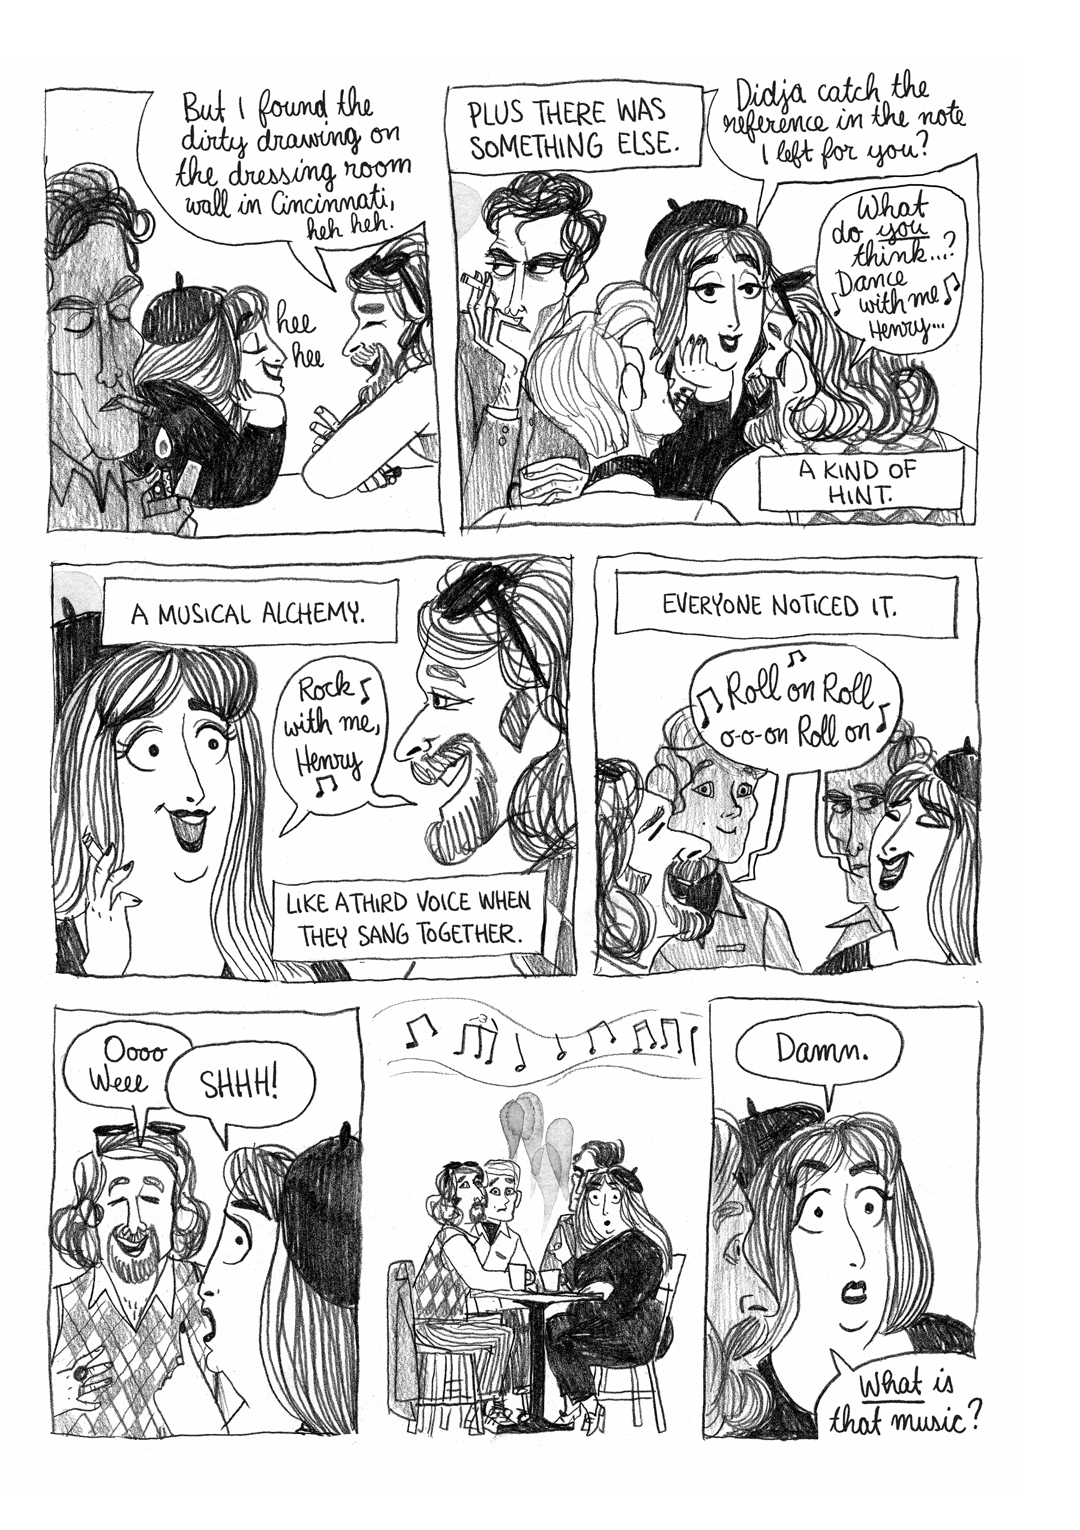 But I found the
dirty drawing on
the dressing room
wall in Cincinnati,
heh heh.
hee
hee
PLUS THERE WAS
SOMETHING ELSE.
Didja catch the
reference in the note
I left for you?
What
do you
think...?
Dance
with me
Henry...
A KIND OF
HINT.
A MUSICAL ALCHEMY.
Rock
with me,
Henry
LIKE A THIRD VOICE WHEN
THEY SANG TOGETHER.
EVERYONE NOTICED IT.
Roll on Roll
o-o-on Roll on
Oooo
Weee
SHHH!
Damn.
What is
that music?